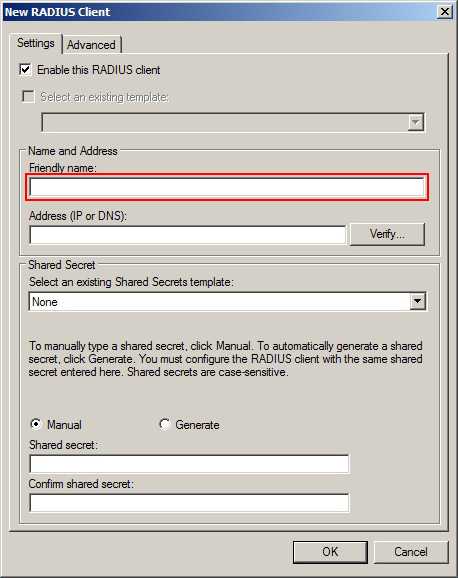 New RADIUS Client
Settings
Advanced
Enable this RADIUS client
Select an existing template:
Name and Address
Friendly name:
Address (IP or DNS):
Verify...
Shared Secret
Select an existing Shared Secrets template:
None
To manually type a shared secret, click Manual. To automatically generate a shared
secret, click Generate. You must configure the RADIUS client with the same shared
secret entered here. Shared secrets are case-sensitive.
Manual
Generate
Shared secret:
Confirm shared secret:
OK
Cancel